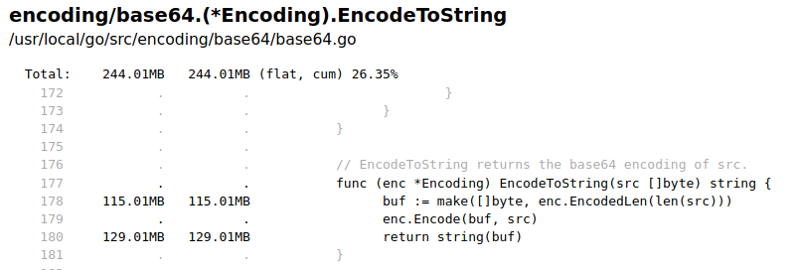 encoding/base64.(*Encoding).EncodeToString
/usr/local/go/src/encoding/base64/base64.go
Total: 244.01MB 244.01MB (flat, cum) 26.35%
172 . . }
173 . . }
174 . . }
175 . .
176 . . // EncodeToString returns the base64 encoding of src.
177 . . func (enc *Encoding) EncodeToString(src []byte) string {
178 115.01MB 115.01MB buf := make([]byte, enc.EncodedLen(len(src)))
179 . . enc.Encode(buf, src)
180 129.01MB 129.01MB return string(buf)
181 . . }